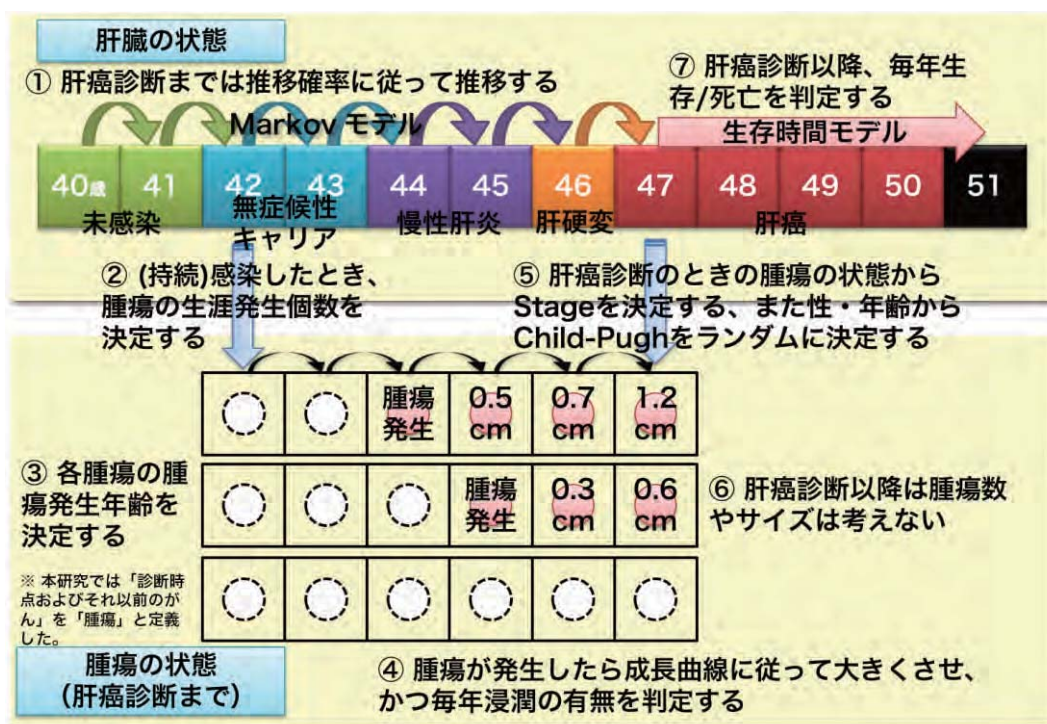 肝臓の状態
① 肝癌診断までは推移確率に従って推移する
⑦ 肝癌診断以降、毎年生
存/死亡を判定する
Markov モデル
生存時間モデル
40歳 41 42 43 44 45 46 47 48 49 50 51
未感染
無症候性
キャリア
慢性肝炎
肝硬変
肝癌
② (持続)感染したとき、
腫瘍の生涯発生個数を
決定する
⑤ 肝癌診断のときの腫瘍の状態から
Stageを決定する、また性・年齢から
Child-Pughをランダムに決定する
腫瘍
発生
0.5
cm
0.7
cm
1.2
cm
③ 各腫瘍の腫
瘍発生年齢を
決定する
腫瘍
発生
0.3
cm
0.6
cm
⑥ 肝癌診断以降は腫瘍数
やサイズは考えない
※ 本研究では「診断時
点およびそれ以前のが
ん」を「腫瘍」と定義
した。
腫瘍の状態
（肝癌診断まで）
④ 腫瘍が発生したら成長曲線に従って大きくさせ、
かつ毎年浸潤の有無を判定する